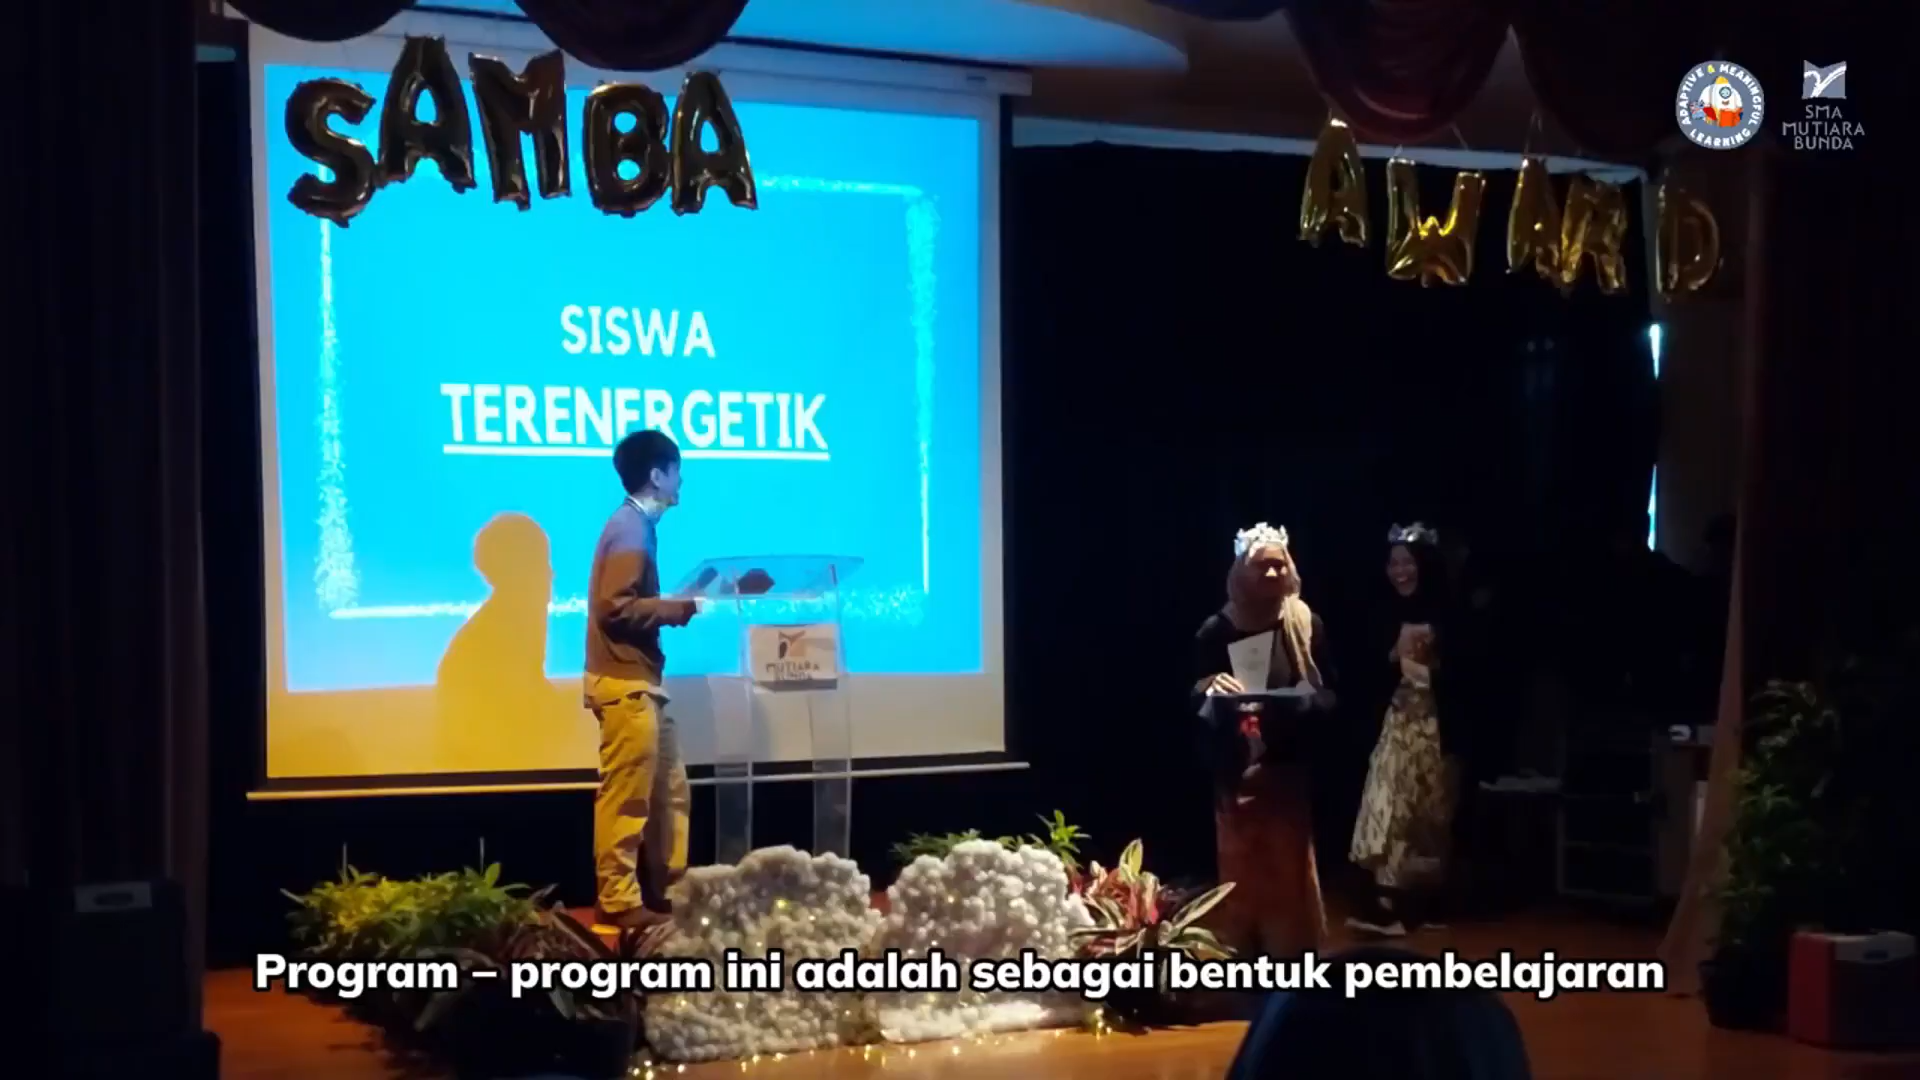 SAMBA
AWARD
ADAPTIVE & MEANINGFUL
LEARNING
SMA
MUTIARA
BUNDA
SISWA
TERENERGETIK
MUTIARA
BUNDA
Program – program ini adalah sebagai bentuk pembelajaran